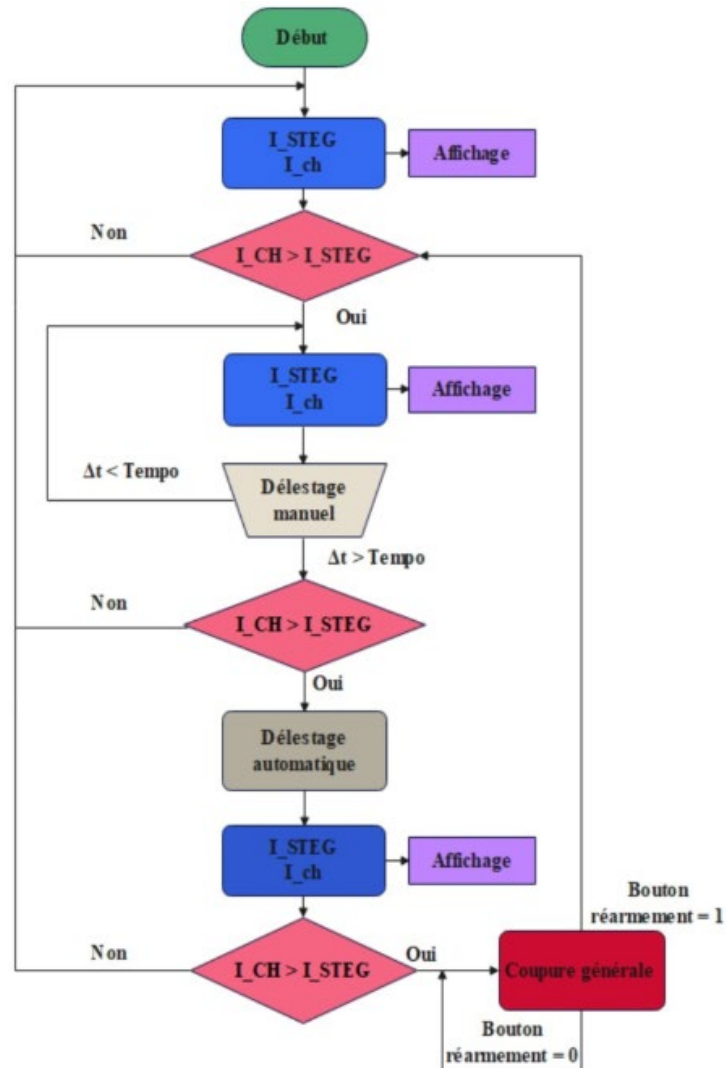 Début
I_STEG
I_ch
Affichage
Non
I_CH > I_STEG
Oui
I_STEG
I_ch
Affichage
Δt < Tempo
Délestage
manuel
Δt > Tempo
Non
I_CH > I_STEG
Oui
Délestage
automatique
I_STEG
I_ch
Affichage
Bouton
réarmement = 1
Non
I_CH > I_STEG
Oui
Coupure générale
Bouton
réarmement = 0